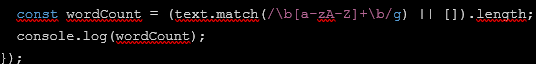 const wordCount = (text.match(/\b[a-zA-Z]+\b/g) || []).length;
console.log(wordCount);
});